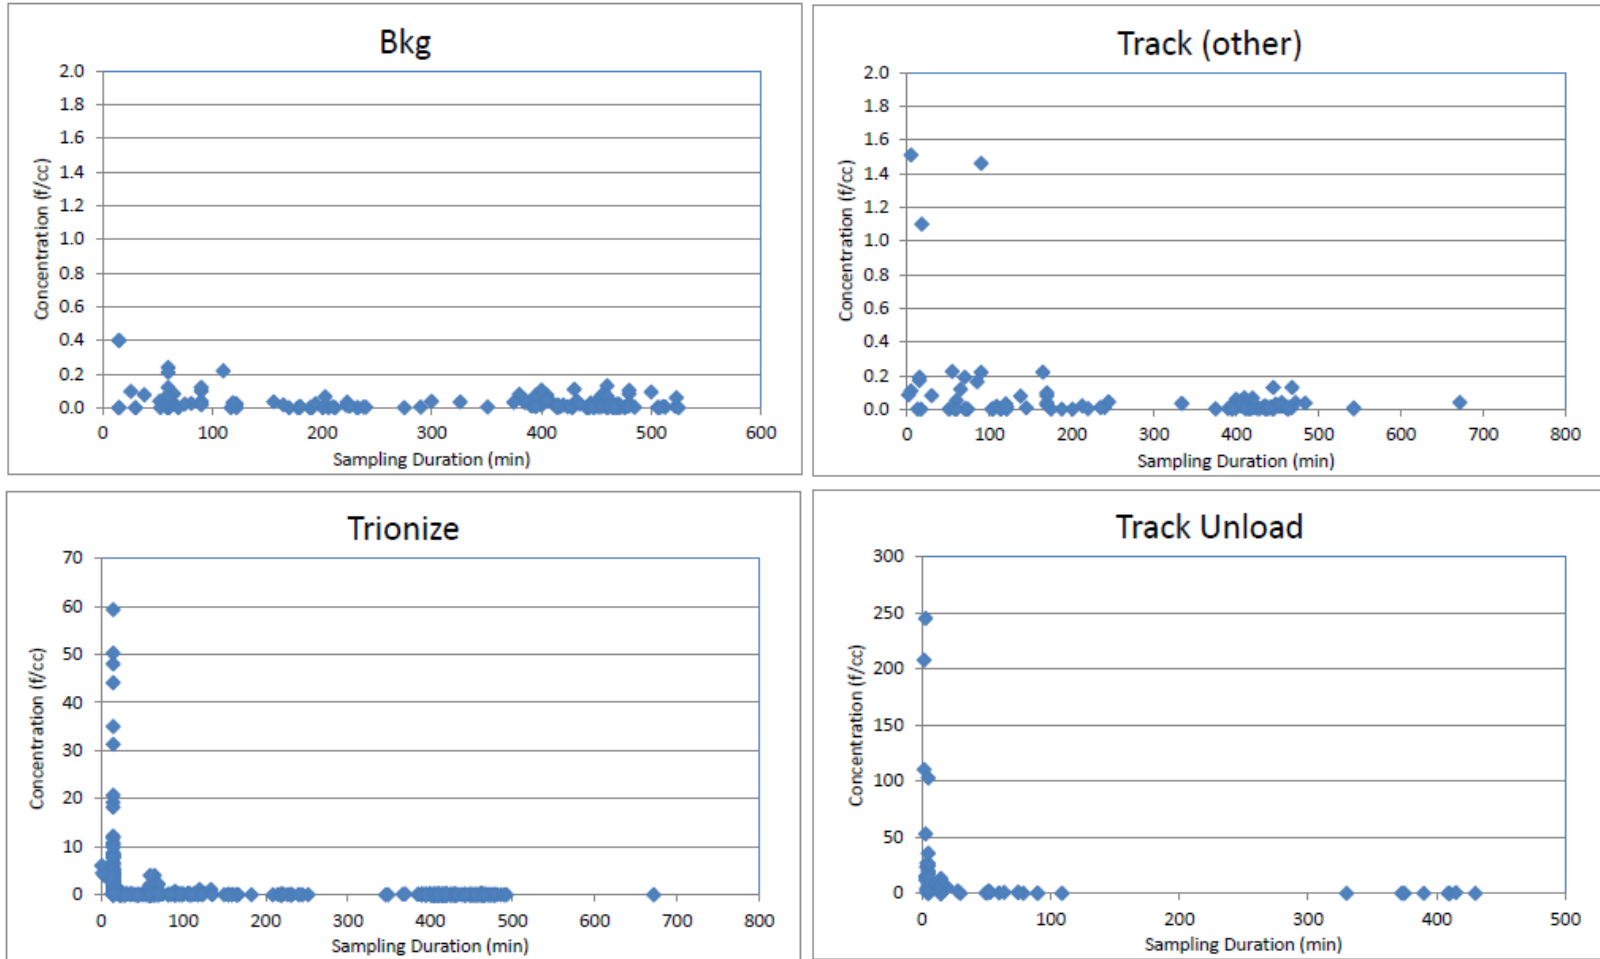 Bkg
2.0
1.8
1.6
1.4
1.2
1.0
0.8
0.6
0.4
0.2
0.0
Concentration (f/cc)
0 100 200 300 400 500 600
Sampling Duration (min)
Track (other)
2.0
1.8
1.6
1.4
1.2
1.0
0.8
0.6
0.4
0.2
0.0
Concentration (f/cc)
0 100 200 300 400 500 600 700 800
Sampling Duration (min)
Trionize
70
60
50
40
30
20
10
0
Concentration (f/cc)
0 100 200 300 400 500 600 700 800
Sampling Duration (min)
Track Unload
300
250
200
150
100
50
0
Concentration (f/cc)
0 100 200 300 400 500
Sampling Duration (min)